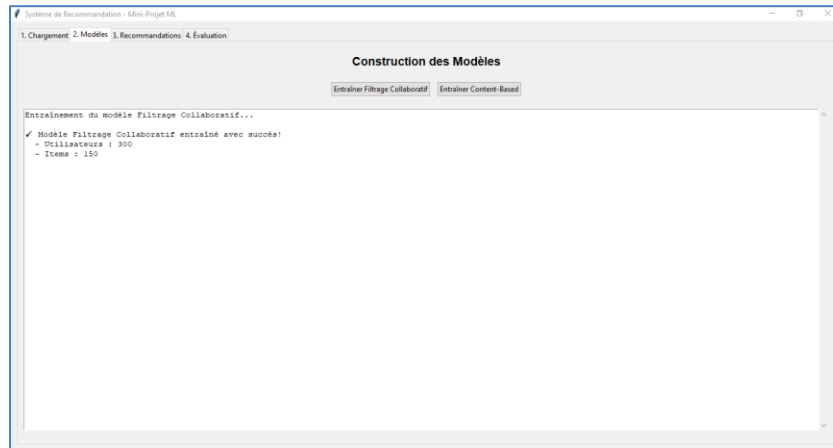 Système de Recommandation - Mini-Projet ML
1. Chargement 2. Modèles 3. Recommandations 4. Évaluation
Construction des Modèles
Entraîner Filtrage Collaboratif Entraîner Content-Based
Entraînement du modèle Filtrage Collaboratif...
✓ Modèle Filtrage Collaboratif entraîné avec succès!
- Utilisateurs : 300
- Items : 150